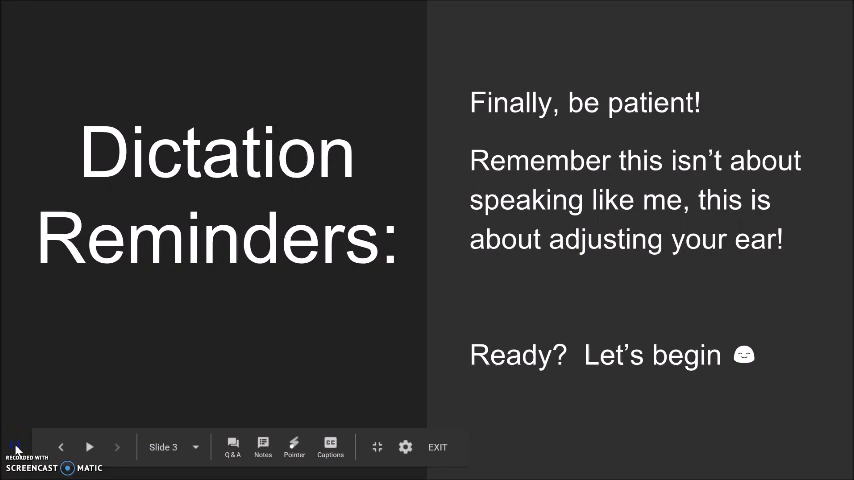 Dictation
Reminders:
Finally, be patient!
Remember this isn’t about
speaking like me, this is
about adjusting your ear!
Ready?  Let’s begin
Slide 3
Q & A
Notes
Pointer
Captions
EXIT
RECORDED WITH
SCREENCAST MATIC